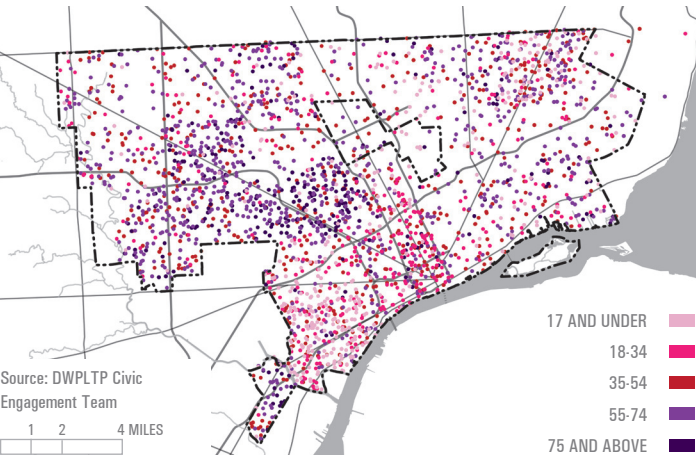 17 AND UNDER
18-34
35-54
55-74
75 AND ABOVE
Source: DWPLTP Civic
Engagement Team
1 2 4 MILES